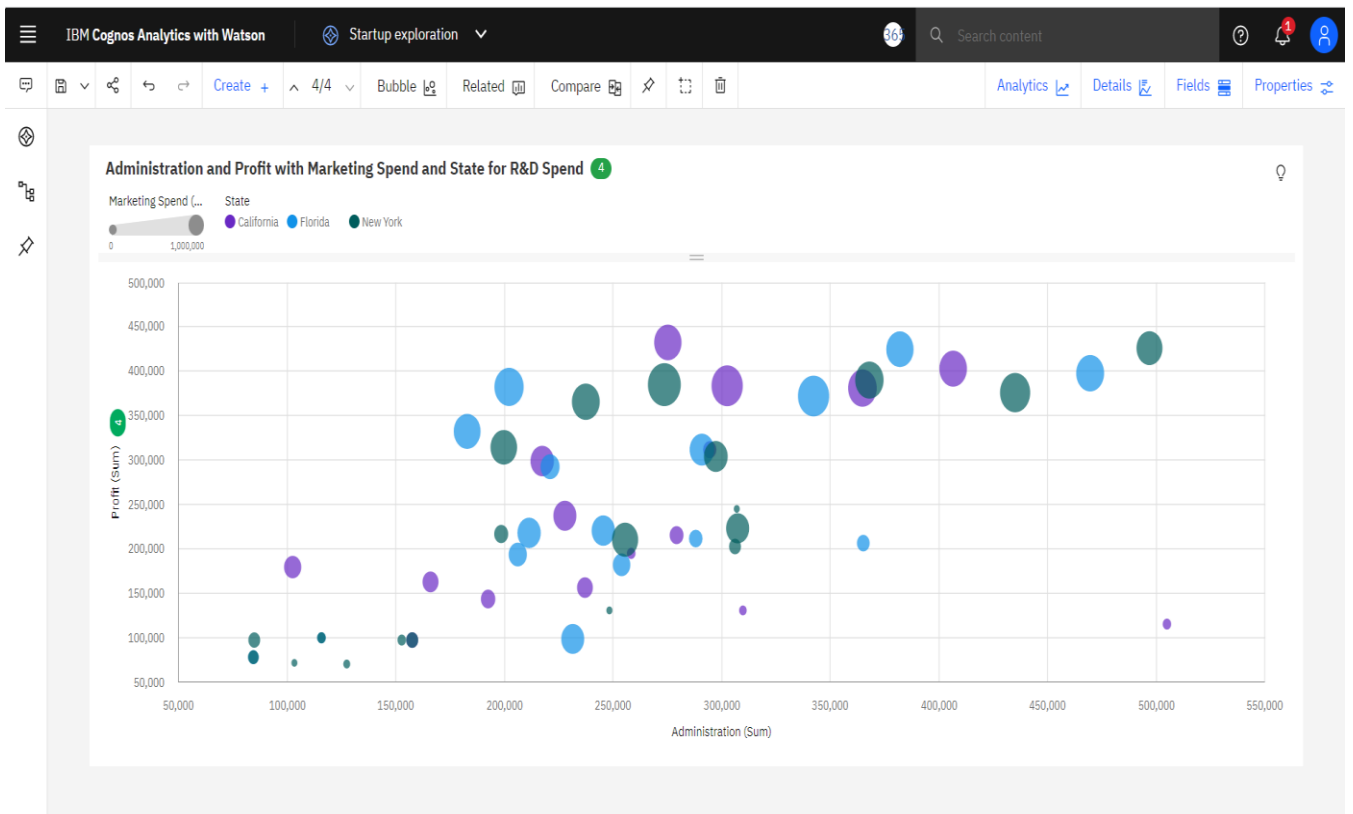 IBM Cognos Analytics with Watson
Startup exploration
365
Search content
1
Create +
4/4
Bubble
Related
Compare
Analytics
Details
Fields
Properties
Administration and Profit with Marketing Spend and State for R&D Spend 4
Marketing Spend (...
0 1,000,000
State
California Florida New York
500,000
450,000
400,000
350,000
300,000
250,000
200,000
150,000
100,000
50,000
4
Profit (Sum)
50,000 100,000 150,000 200,000 250,000 300,000 350,000 400,000 450,000 500,000 550,000
Administration (Sum)